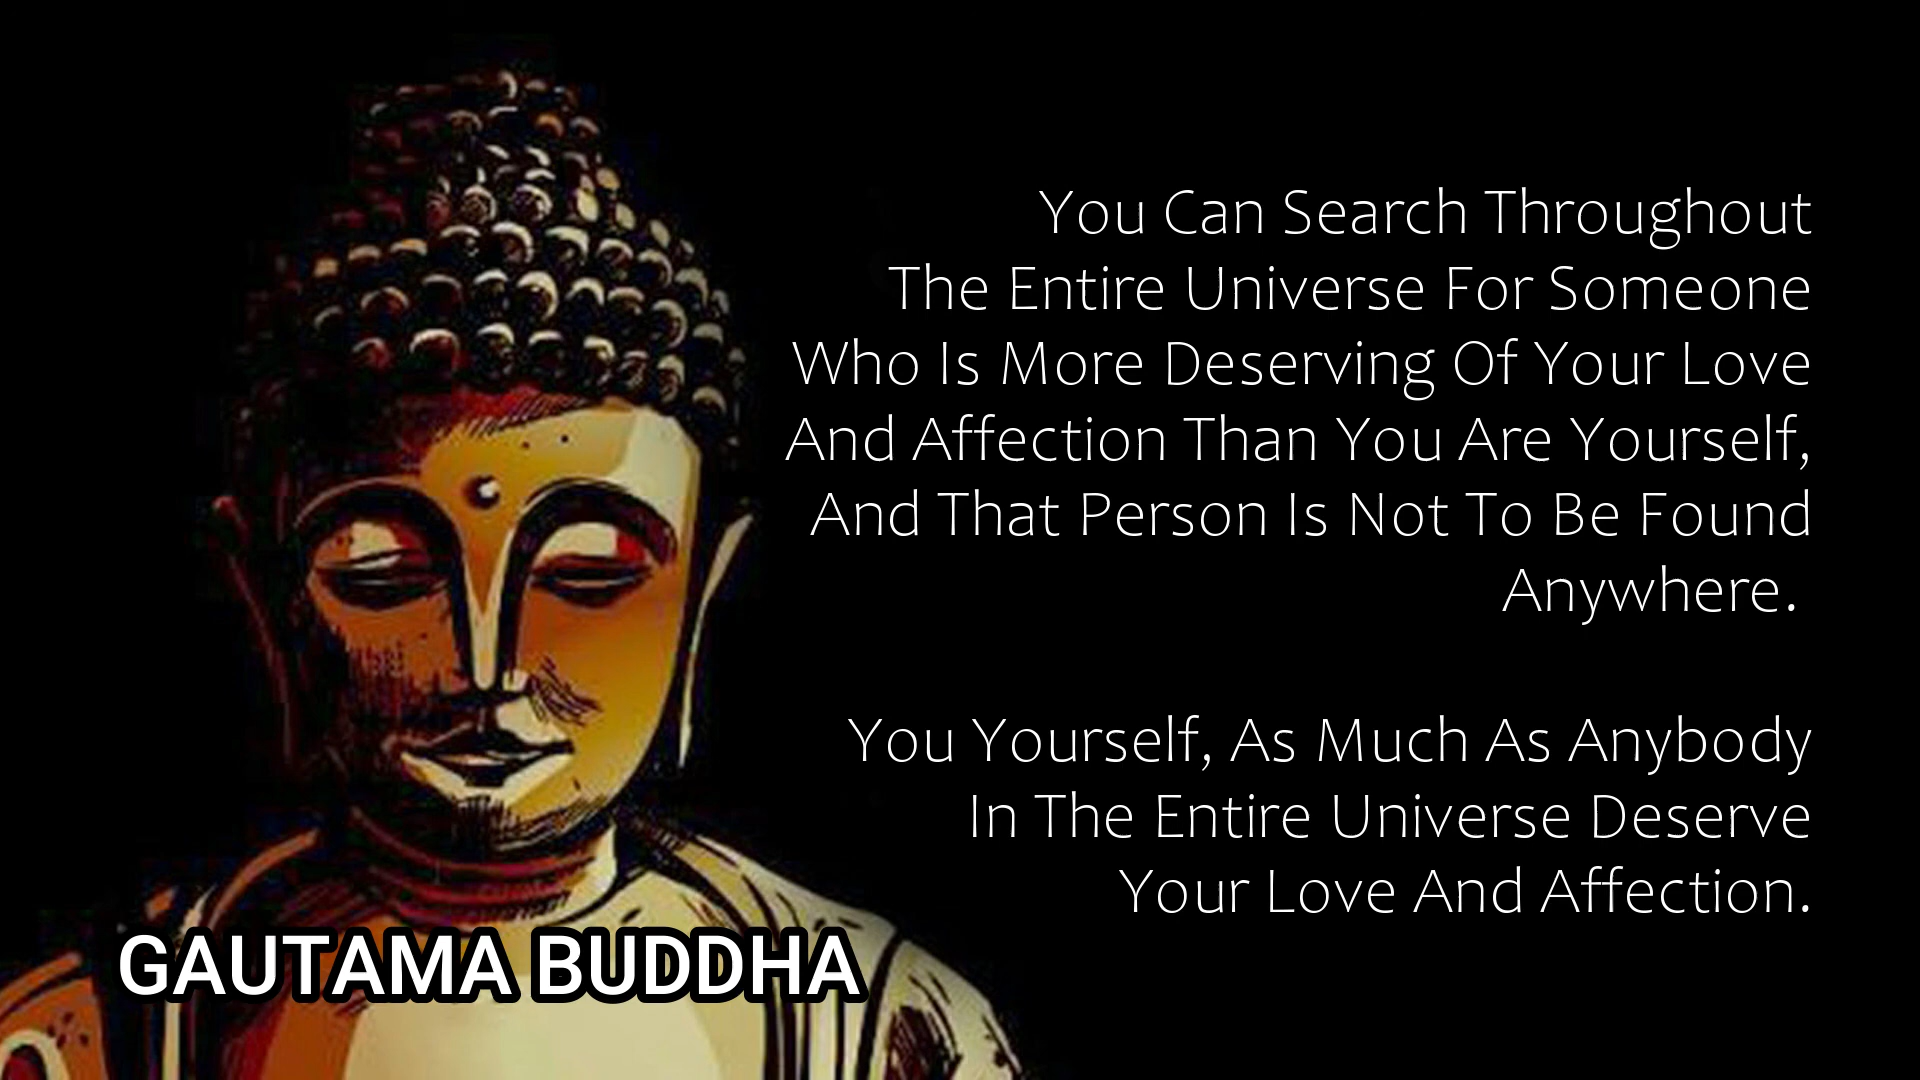 You Can Search Throughout
The Entire Universe For Someone
Who Is More Deserving Of Your Love
And Affection Than You Are Yourself,
And That Person Is Not To Be Found
Anywhere.
You Yourself, As Much As Anybody
In The Entire Universe Deserve
Your Love And Affection.
GAUTAMA BUDDHA